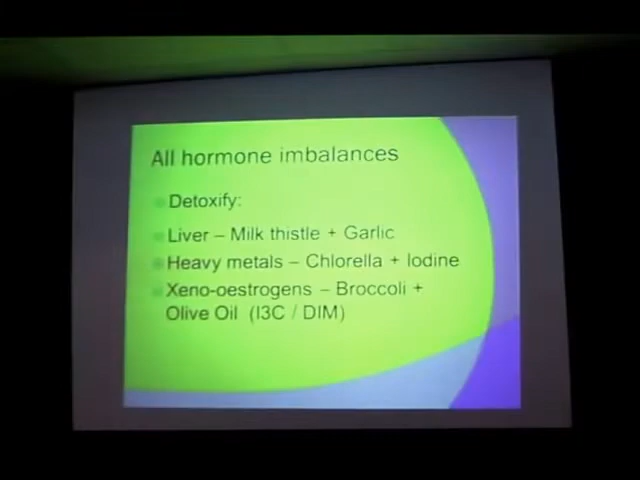 All hormone imbalances
Detoxify:
Liver – Milk thistle + Garlic
Heavy metals – Chlorella + Iodine
Xeno-oestrogens – Broccoli +
Olive Oil (I3C / DIM)